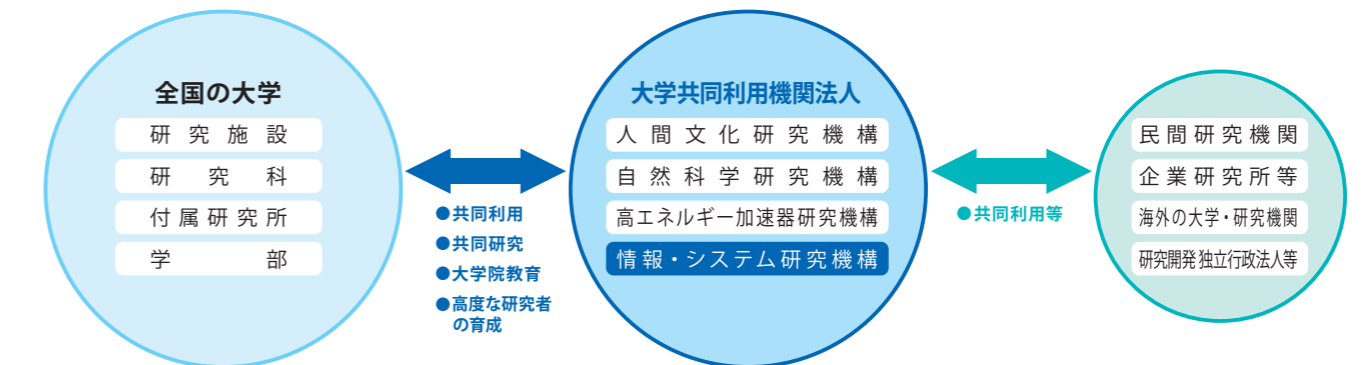 全国の大学
研究施設
研究科
付属研究所
学部
●共同利用
●共同研究
●大学院教育
●高度な研究者
の育成
大学共同利用機関法人
人間文化研究機構
自然科学研究機構
高エネルギー加速器研究機構
情報・システム研究機構
●共同利用等
民間研究機関
企業研究所等
海外の大学・研究機関
研究開発独立行政法人等